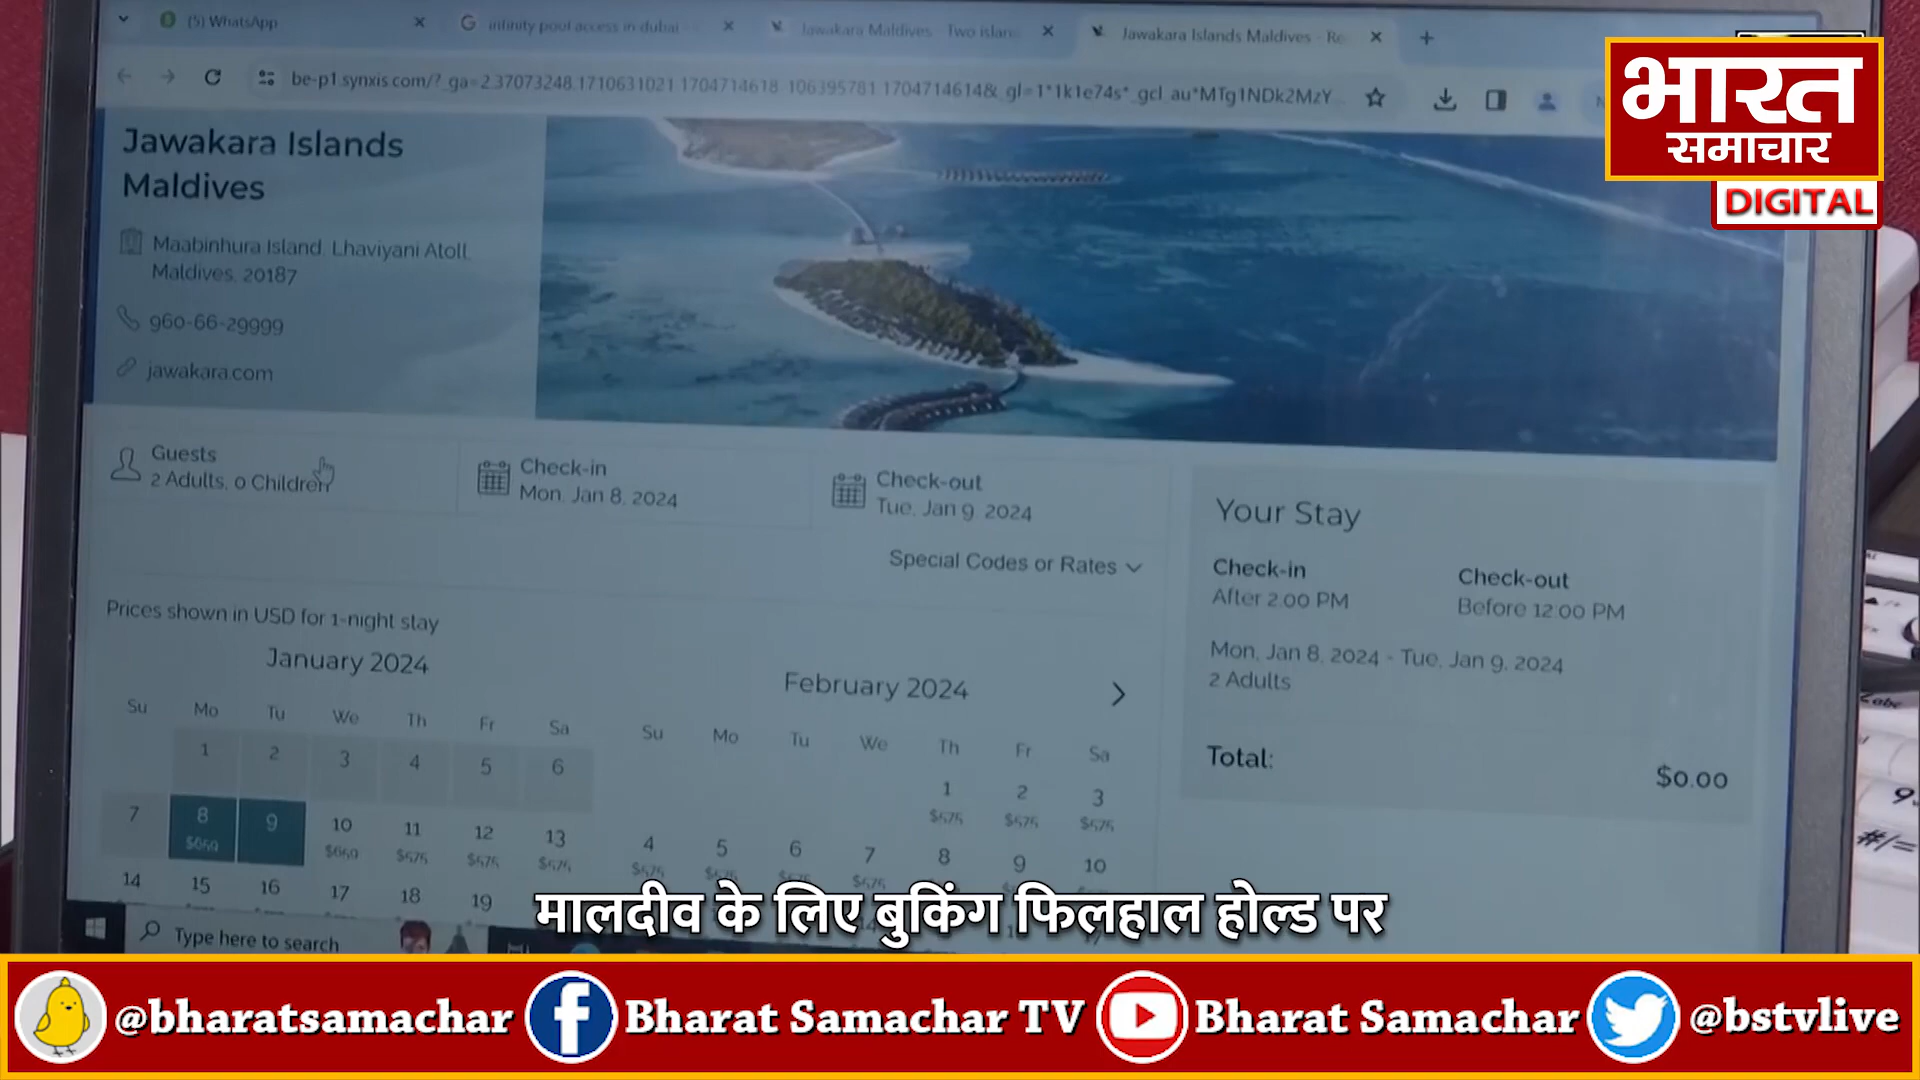 (5) WhatsApp
infinity pool access in dubai
Jawakara Maldives Two islan
Jawakara Islands Maldives - Re
भारत
समाचार
DIGITAL
be-p1.synxis.com/?_ga=2.37073248.1710631021.1704714618-106395781.1704714614&_gl=1*1k1e74s*_gcl_au*MTg1NDk2MzY...
Jawakara Islands
Maldives
Maabinhura Island, Lhaviyani Atoll
Maldives, 20187
960-66-29999
jawakara.com
Guests
2 Adults, 0 Children
Check-in
Mon, Jan 8, 2024
Check-out
Tue, Jan 9, 2024
Special Codes or Rates
Your Stay
Check-in
After 2:00 PM
Check-out
Before 12:00 PM
Mon, Jan 8, 2024 - Tue, Jan 9, 2024
2 Adults
Total:
$0.00
Prices shown in USD for 1-night stay
January 2024
Su Mo Tu We Th Fr Sa
1 2 3 4 5 6
7 8 9 10 11 12 13
$575 $575 $575
14 15 16 17 18 19
February 2024
Su Mo Tu We Th Fr Sa
1 2 3
$575 $575 $575
4 5 6 7 8 9 10
Type here to search
मालदीव के लिए बुकिंग फिलहाल होल्ड पर
@bharatsamachar
Bharat Samachar TV
Bharat Samachar
@bstvlive